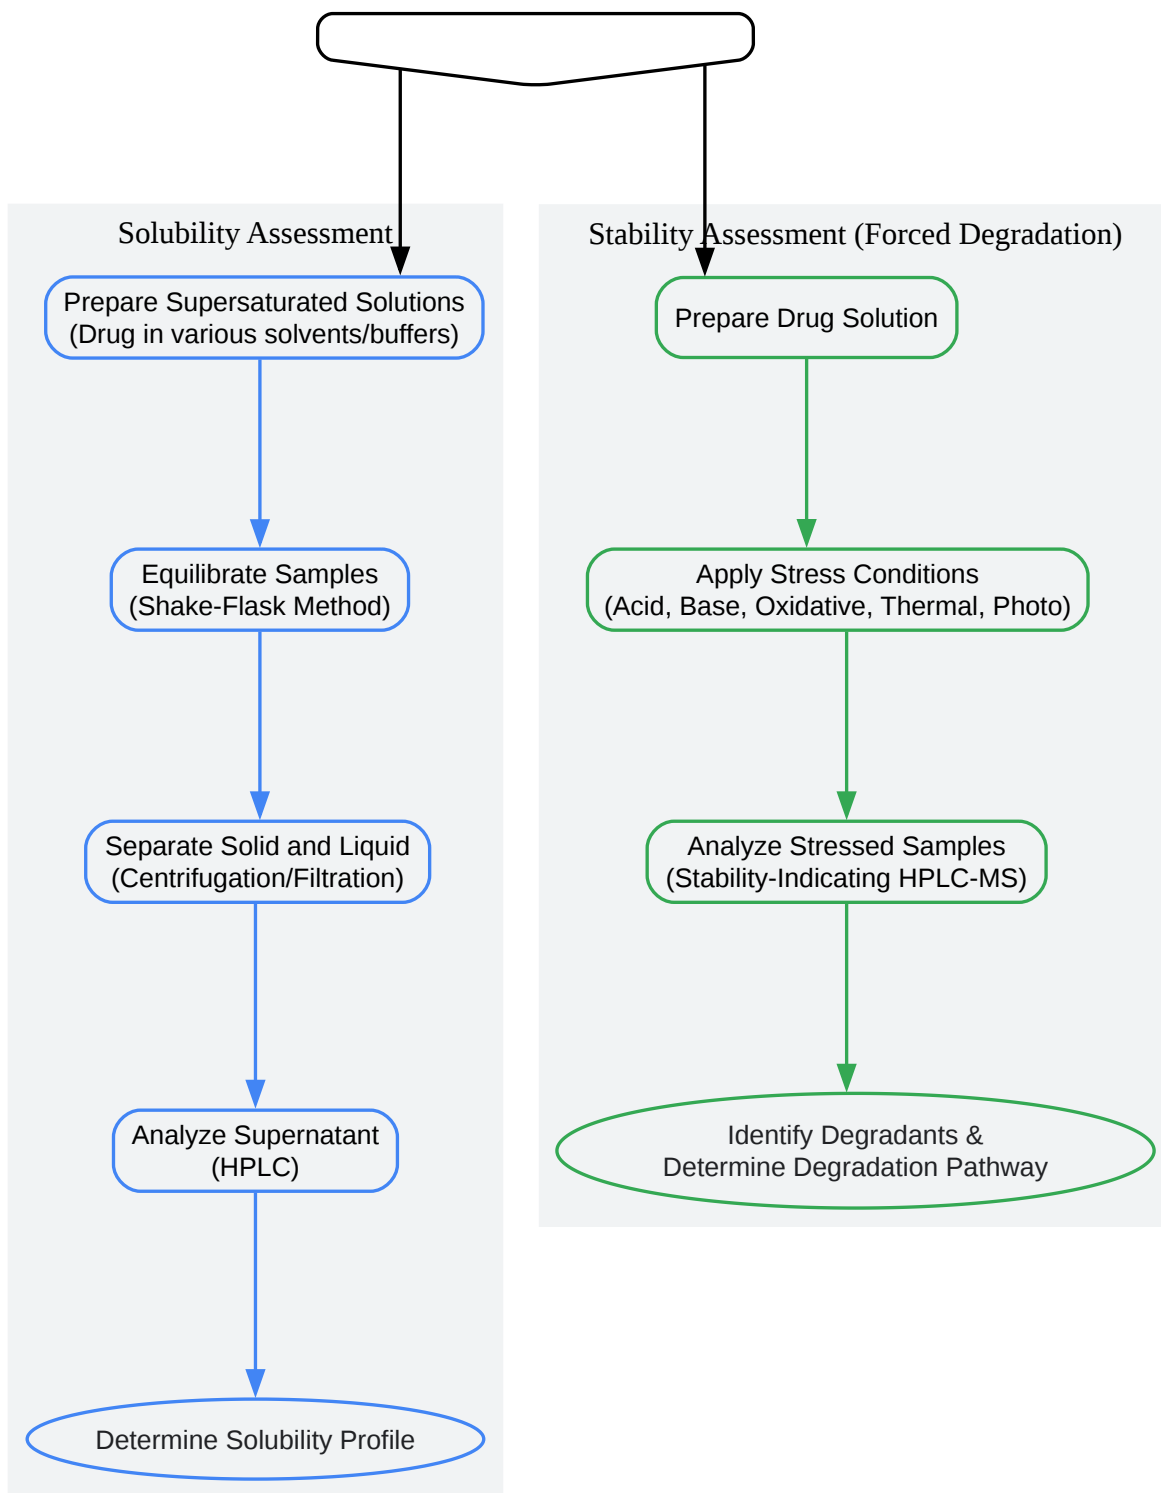 Solubility Assessment
Prepare Supersaturated Solutions
(Drug in various solvents/buffers)
Equilibrate Samples
(Shake-Flask Method)
Separate Solid and Liquid
(Centrifugation/Filtration)
Analyze Supernatant
(HPLC)
Determine Solubility Profile
Stability Assessment (Forced Degradation)
Prepare Drug Solution
Apply Stress Conditions
(Acid, Base, Oxidative, Thermal, Photo)
Analyze Stressed Samples
(Stability-Indicating HPLC-MS)
Identify Degradants &
Determine Degradation Pathway